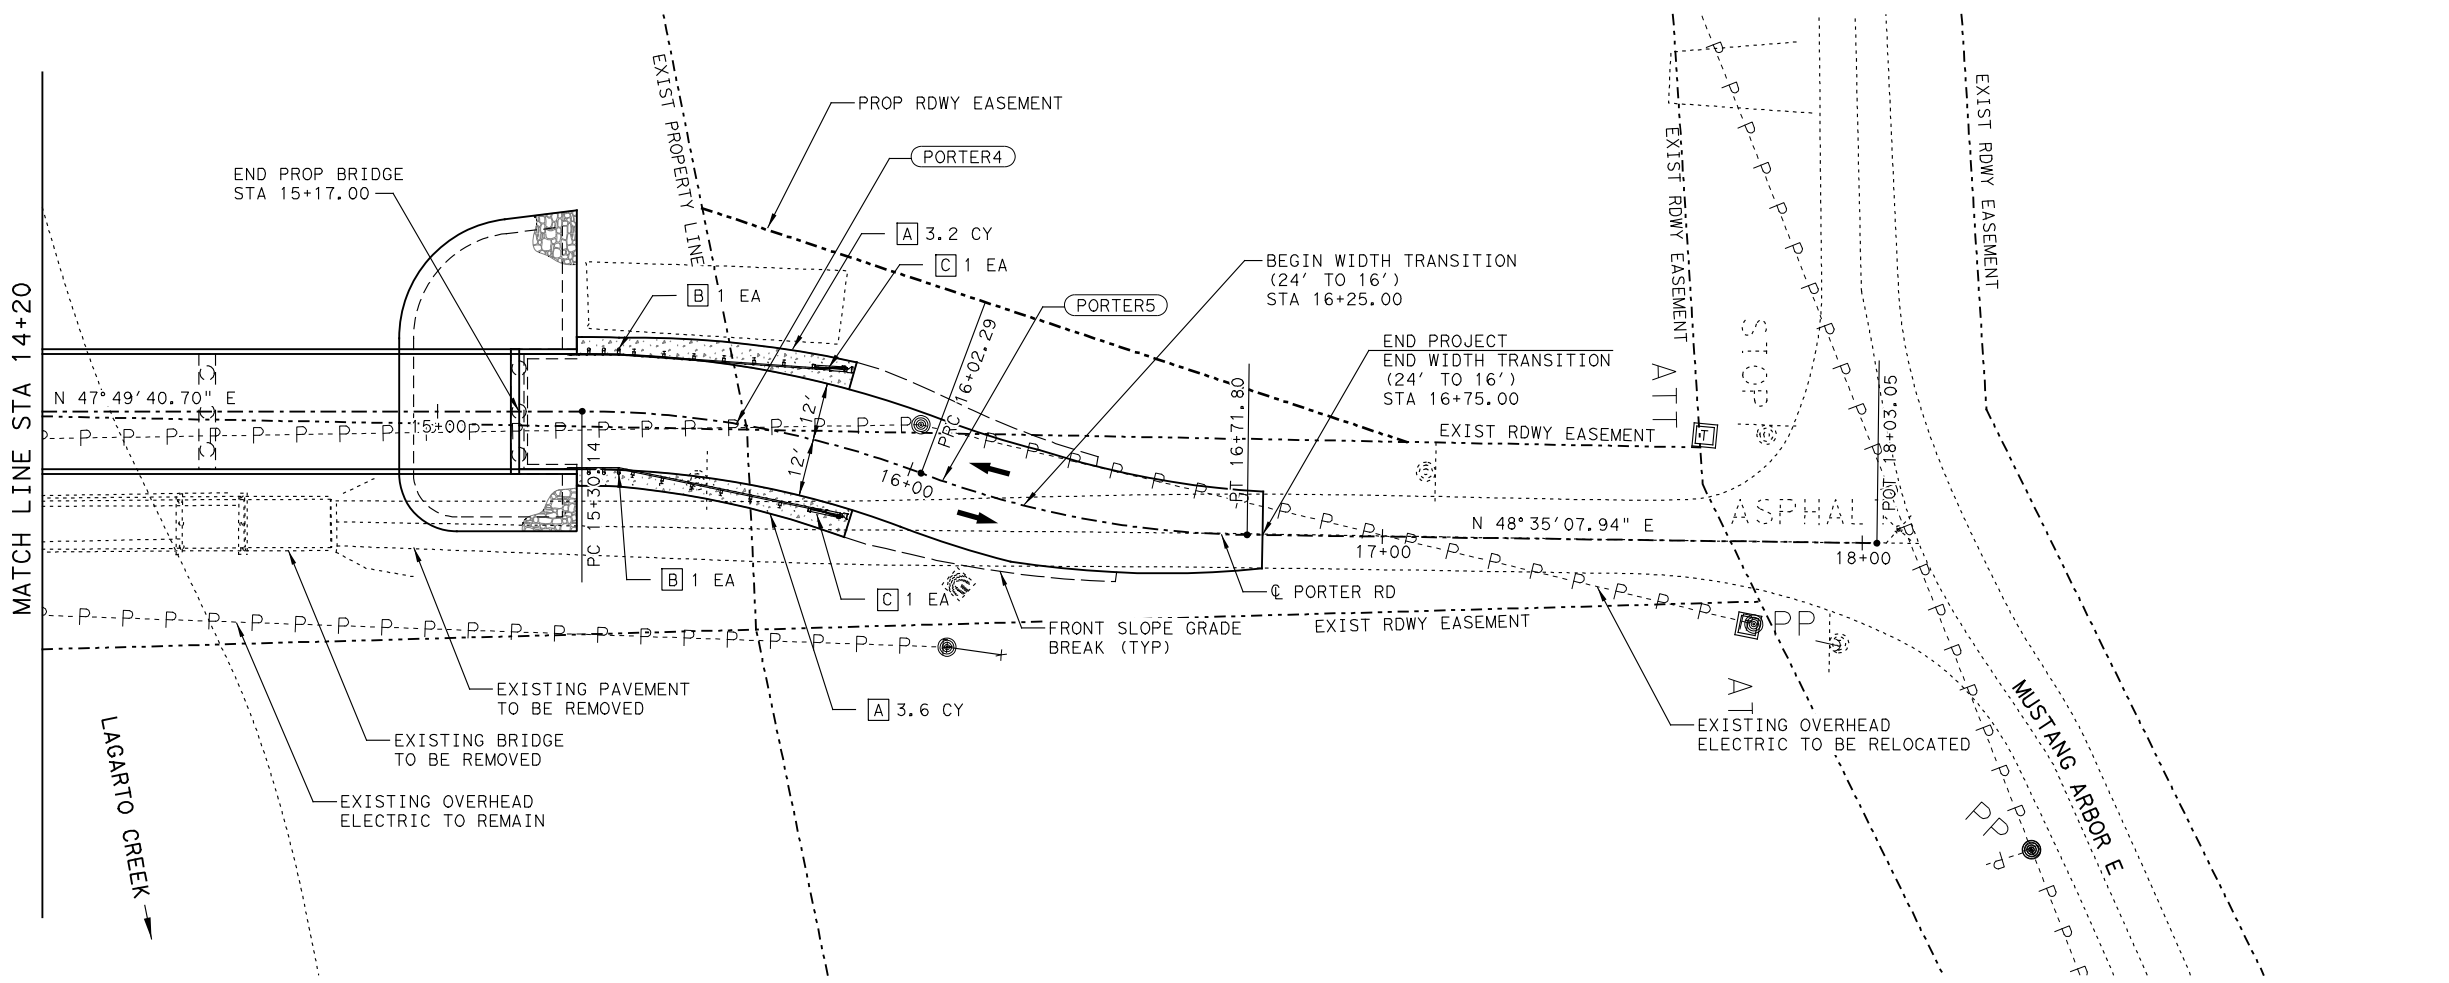 MATCH LINE STA 14+20
END PROP BRIDGE
STA 15+17.00
EXIST PROPERTY LINE
PROP RDWY EASEMENT
PORTER4
A 3.2 CY
C 1 EA
B 1 EA
BEGIN WIDTH TRANSITION
(24' TO 16')
STA 16+25.00
PORTER5
END PROJECT
END WIDTH TRANSITION
(24' TO 16')
STA 16+75.00
N 47°49'40.70" E
15+00
PC 15+30.14
12'
12'
16+00
PRC 16+02.29
PT 16+71.80
EXIST RDWY EASEMENT
N 48°35'07.94" E
17+00
18+00
POT 18+03.05
EXIST RDWY EASEMENT
EXIST RDWY EASEMENT
ATT
STOP
T
ASPHAL
PP
AT
B 1 EA
C 1 EA
A 3.6 CY
℄ PORTER RD
FRONT SLOPE GRADE
BREAK (TYP)
EXIST RDWY EASEMENT
EXISTING PAVEMENT
TO BE REMOVED
EXISTING BRIDGE
TO BE REMOVED
EXISTING OVERHEAD
ELECTRIC TO REMAIN
EXISTING OVERHEAD
ELECTRIC TO BE RELOCATED
LAGARTO CREEK
MUSTANG ARBOR E
PP